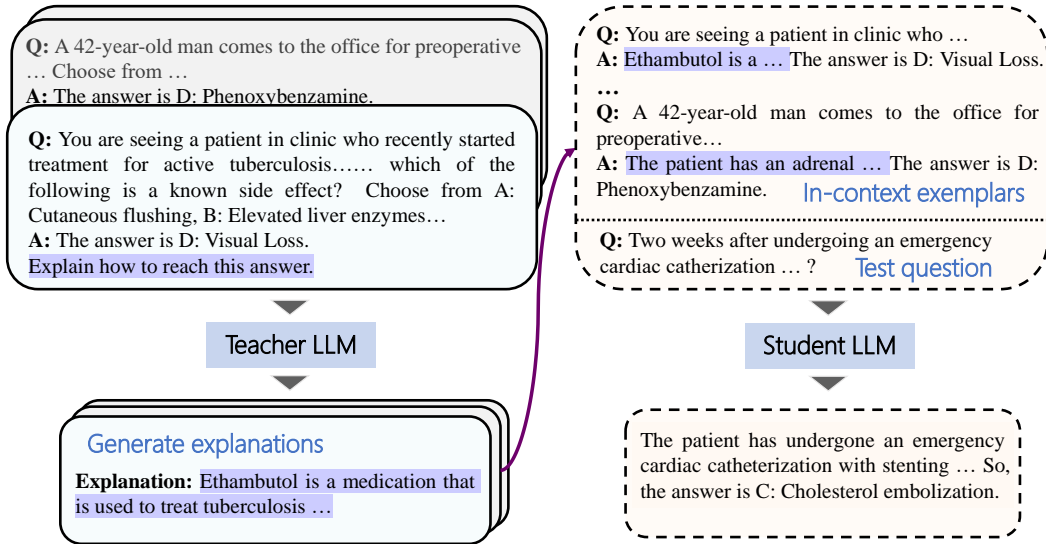 Q: A 42-year-old man comes to the office for preoperative
… Choose from …
A: The answer is D: Phenoxybenzamine.
Q: You are seeing a patient in clinic who recently started
treatment for active tuberculosis…… which of the
following is a known side effect? Choose from A:
Cutaneous flushing, B: Elevated liver enzymes…
A: The answer is D: Visual Loss.
Explain how to reach this answer.
Teacher LLM
Generate explanations
Explanation: Ethambutol is a medication that
is used to treat tuberculosis …
Q: You are seeing a patient in clinic who …
A: Ethambutol is a … The answer is D: Visual Loss.
…
Q: A 42-year-old man comes to the office for
preoperative…
A: The patient has an adrenal … The answer is D:
Phenoxybenzamine.
In-context exemplars
Q: Two weeks after undergoing an emergency
cardiac catherization … ?
Test question
Student LLM
The patient has undergone an emergency
cardiac catheterization with stenting … So,
the answer is C: Cholesterol embolization.